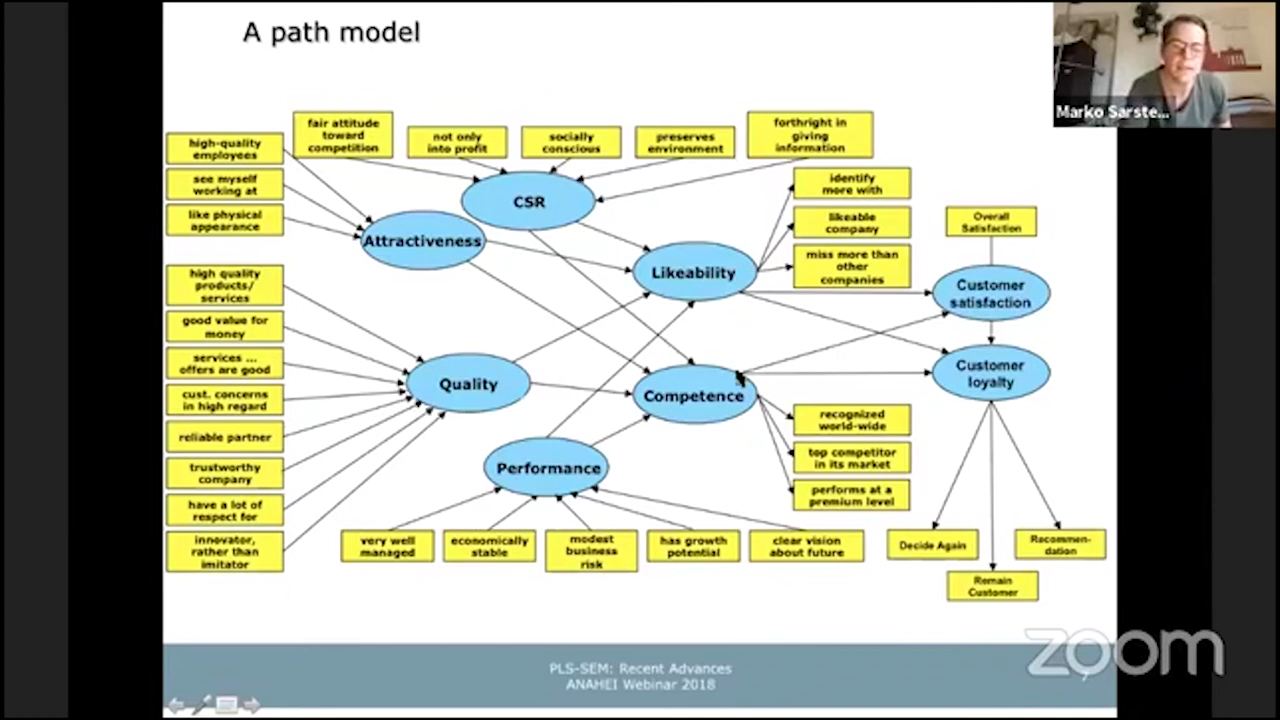 A path model
Marko Sarste...
fair attitude
toward
competition
not only
into profit
socially
conscious
preserves
environment
forthright in
giving
information
high-quality
employees
see myself
working at
like physical
appearance
CSR
Attractiveness
identify
more with
likeable
company
miss more than
other
companies
Overall
Satisfaction
Likeability
Customer
satisfaction
high quality
products/
services
good value for
money
services ...
offers are good
cust. concerns
in high regard
reliable partner
trustworthy
company
have a lot of
respect for
innovator,
rather than
imitator
Quality
Competence
Customer
loyalty
recognized
world-wide
top competitor
in its market
performs at a
premium level
Performance
very well
managed
economically
stable
modest
business
risk
has growth
potential
clear vision
about future
Decide Again
Remain
Customer
Recommen-
dation
PLS-SEM: Recent Advances
ANAHEI Webinar 2018
zoom